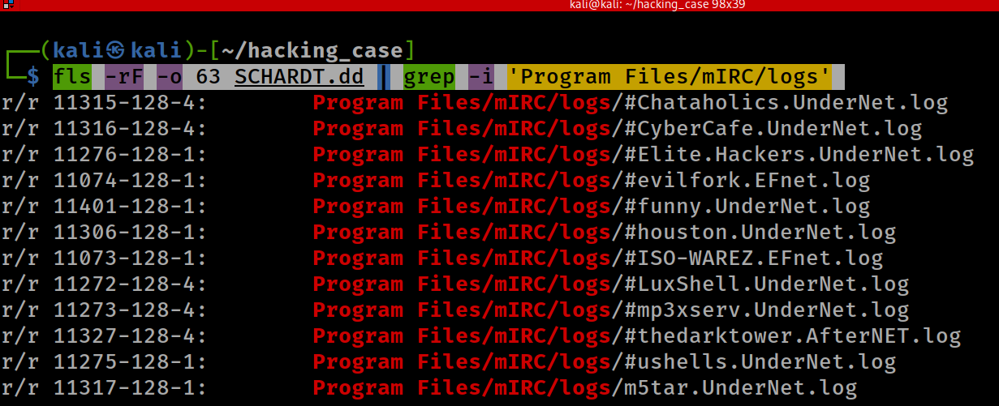 kali@kali: ~/hacking_case 98x39
┌──(kali㉿kali)-[~/hacking_case]
└─$ fls -rF -o 63 SCHARDT.dd | grep -i 'Program Files/mIRC/logs'
r/r 11315-128-4:        Program Files/mIRC/logs/#Chataholics.UnderNet.log
r/r 11316-128-4:        Program Files/mIRC/logs/#CyberCafe.UnderNet.log
r/r 11276-128-1:        Program Files/mIRC/logs/#Elite.Hackers.UnderNet.log
r/r 11074-128-1:        Program Files/mIRC/logs/#evilfork.EFnet.log
r/r 11401-128-1:        Program Files/mIRC/logs/#funny.UnderNet.log
r/r 11306-128-1:        Program Files/mIRC/logs/#houston.UnderNet.log
r/r 11073-128-1:        Program Files/mIRC/logs/#ISO-WAREZ.EFnet.log
r/r 11272-128-4:        Program Files/mIRC/logs/#LuxShell.UnderNet.log
r/r 11273-128-4:        Program Files/mIRC/logs/#mp3xserv.UnderNet.log
r/r 11327-128-4:        Program Files/mIRC/logs/#thedarktower.AfterNET.log
r/r 11275-128-1:        Program Files/mIRC/logs/#ushells.UnderNet.log
r/r 11317-128-1:        Program Files/mIRC/logs/m5tar.UnderNet.log